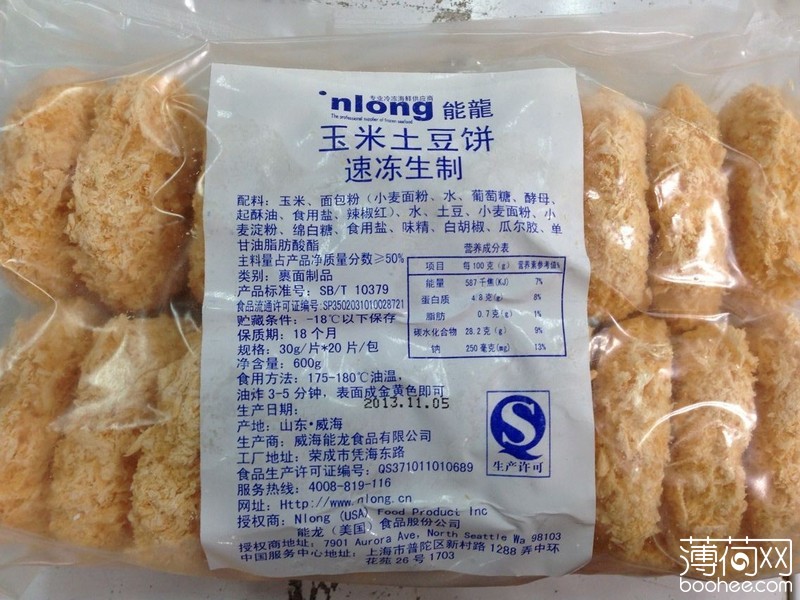 专业冷冻海鲜供应商
nlong 能龍
The professional supplier of frozen seafood
玉米土豆饼
速冻生制
配料：玉米、面包粉（小麦面粉、水、葡萄糖、酵母、
起酥油、食用盐、辣椒红）、水、土豆、小麦面粉、小
麦淀粉、绵白糖、食用盐、味精、白胡椒、瓜尔胶、单
甘油脂肪酸酯
主料量占产品净质量分数≥50%
类别：裹面制品
产品标准号：SB/T 10379
食品流通许可证编号:SP3502031010028721
贮藏条件：-18℃以下保存
保质期：18个月
规格：30g/片*20片/包
净含量：600g
食用方法：175-180℃油温，
油炸3-5分钟，表面成金黄色即可
生产日期： 2013.11.05
产地：山东·威海
生产商：威海能龙食品有限公司
工厂地址：荣成市凭海东路
食品生产许可证编号：QS371011010689
服务热线：4008-819-116
网址：Http://www.nlong.cn
授权商：Nlong (USA) Food Product Inc
能龙（美国）食品股份公司
授权商地址：7901 Aurora Ave, North Seattle Wa 98103
中国服务中心地址：上海市普陀区新村路1288弄中环
花苑26号1703
营养成分表
项目 每100克(g) 营养素参考值%
能量 587千焦(KJ) 7%
蛋白质 4.8克(g) 8%
脂肪 0.7克(g) 1%
碳水化合物 28.2克(g) 9%
钠 250毫克(mg) 13%
QS
生产许可
薄荷网
boohee.com